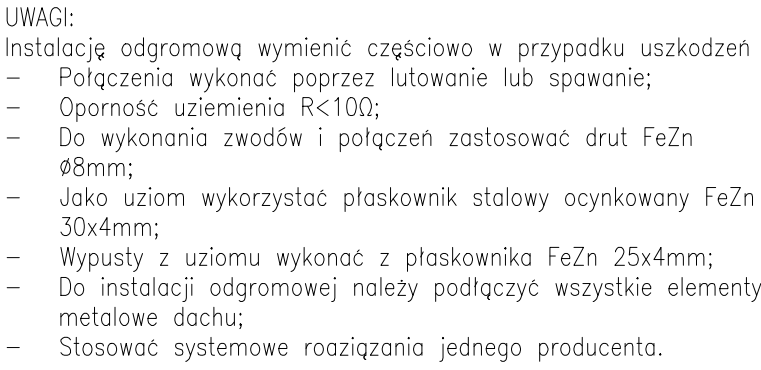 UWAGI:
Instalację odgromową wymienić częściowo w przypadku uszkodzeń
– Połączenia wykonać poprzez lutowanie lub spawanie;
– Oporność uziemienia R<10Ω;
– Do wykonania zwodów i połączeń zastosować drut FeZn
Ø8mm;
– Jako uziom wykorzystać płaskownik stalowy ocynkowany FeZn
30x4mm;
– Wypusty z uziomu wykonać z płaskownika FeZn 25x4mm;
– Do instalacji odgromowej należy podłączyć wszystkie elementy
metalowe dachu;
– Stosować systemowe roaziązania jednego producenta.